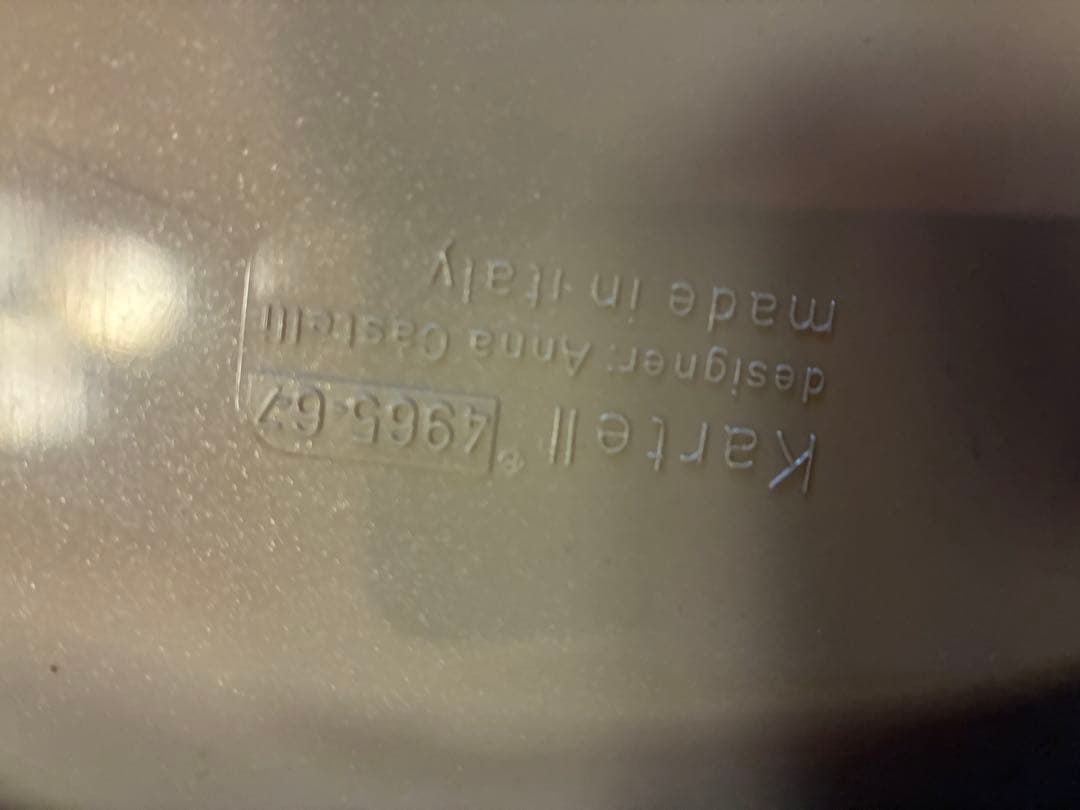 Kartell® 4965-67
designer: Anna Castelli
made in italy